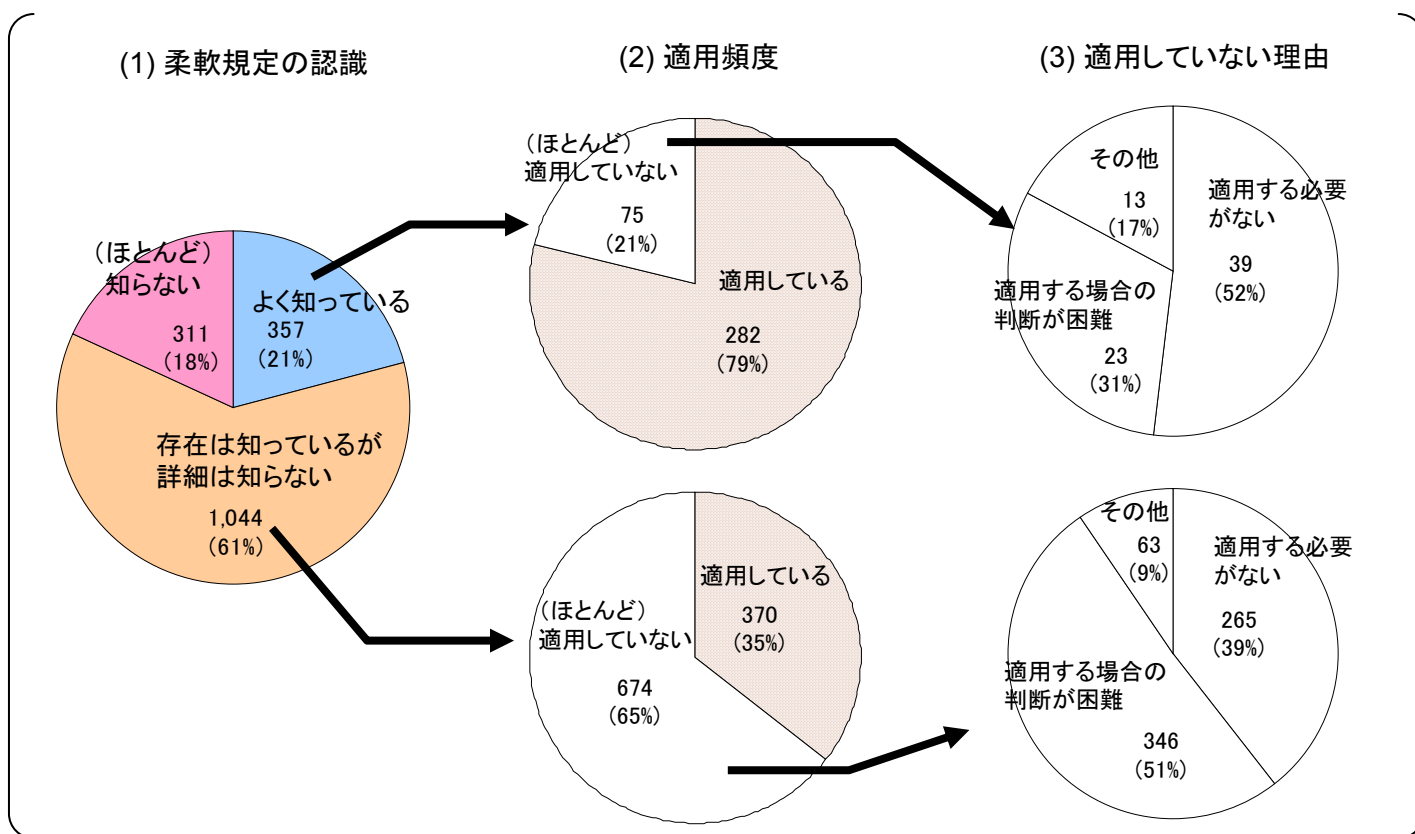 (1) 柔軟規定の認識
(ほとんど)
知らない
311
(18%)
よく知っている
357
(21%)
存在は知っているが
詳細は知らない
1,044
(61%)
(2) 適用頻度
(ほとんど)
適用していない
75
(21%)
適用している
282
(79%)
(ほとんど)
適用していない
674
(65%)
適用している
370
(35%)
(3) 適用していない理由
その他
13
(17%)
適用する必要
がない
39
(52%)
適用する場合の
判断が困難
23
(31%)
その他
63
(9%)
適用する必要
がない
265
(39%)
適用する場合の
判断が困難
346
(51%)